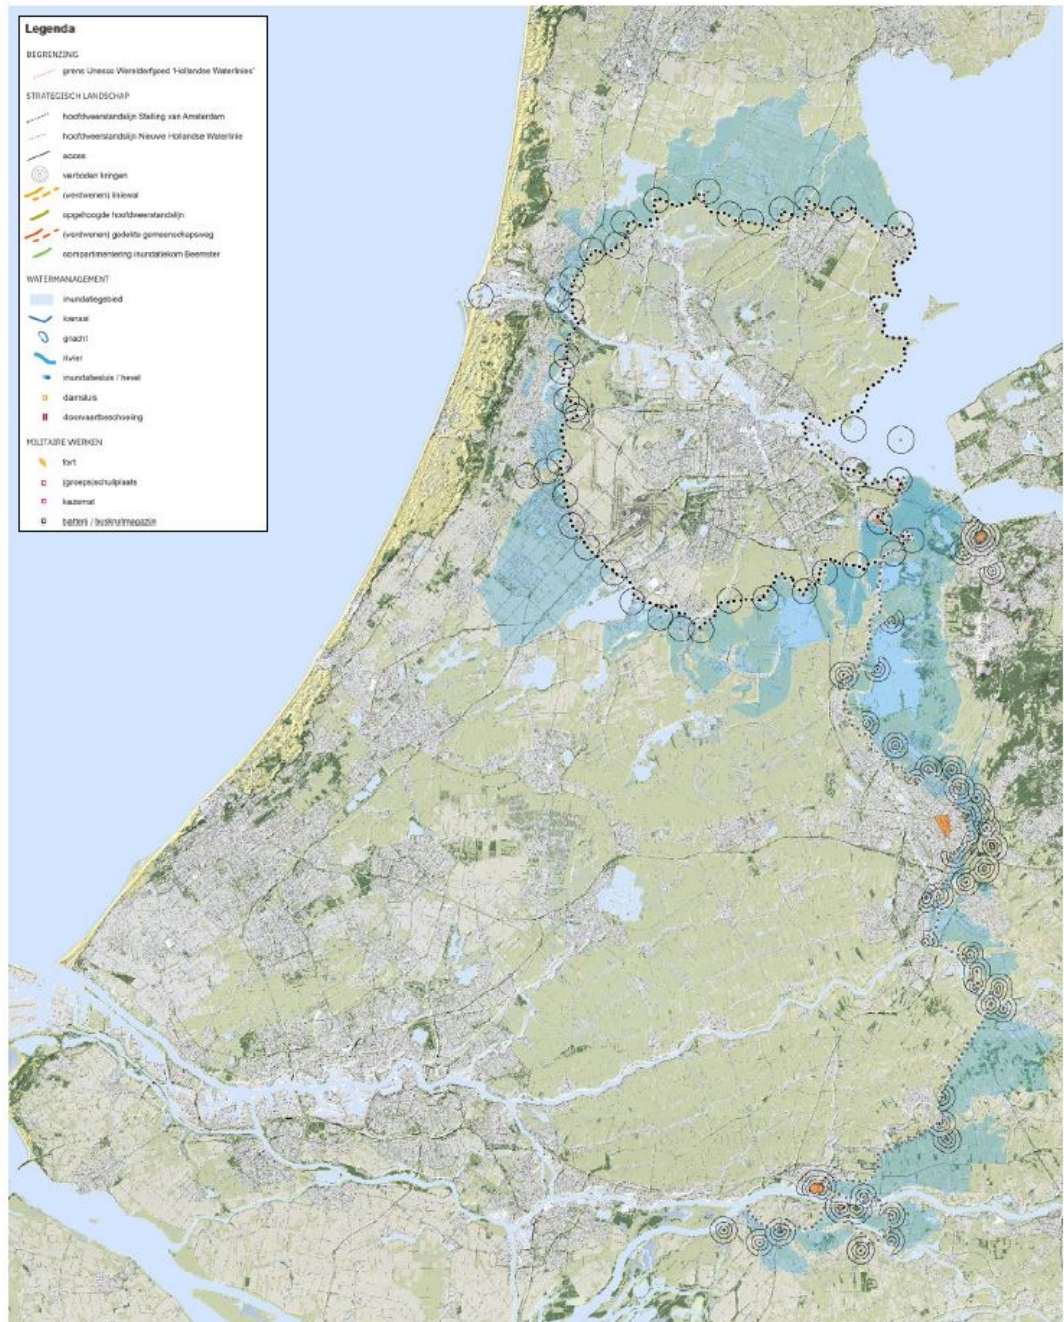 Legenda
BEGRENZING
grens Unesco Werelderfgoed 'Hollandse Waterlinies'
STRATEGISCH LANDSCHAP
hoofdweerstandslijn Stelling van Amsterdam
hoofdweerstandslijn Nieuwe Hollandse Waterlinie
acces
verboden kringen
(verdwenen) liniewal
opgehoogde hoofdweerstandslijn
(verdwenen) gedekte gemeenschapsweg
compartimentering inundatiekom Beemster
WATERMANAGEMENT
inundatiegebied
kanaal
gracht
rivier
inundatiesluis / hevel
damsluis
doorvaartbeschoeiing
MILITAIRE WERKEN
fort
(groeps)schuilplaats
kazemat
batterij / buskruitmagazijn